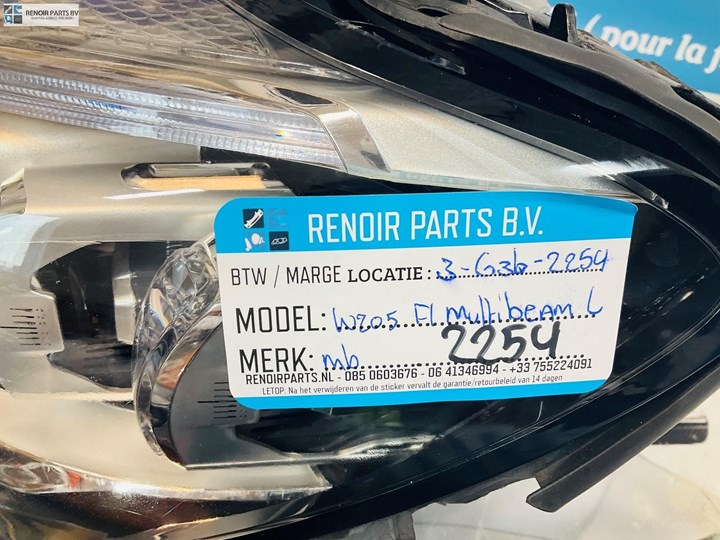 RENOIR PARTS BV
pour la
RENOIR PARTS B.V.
BTW / MARGE LOCATIE : 3-G3b-2254
MODEL: W205 Fl multibeam L
MERK: mb 2254
RENOIRPARTS.NL - 085 0603676 - 06 41346994 - +33 755224091
LETOP: Na het verwijderen van de sticker vervalt de garantie/retourbeleid van 14 dagen